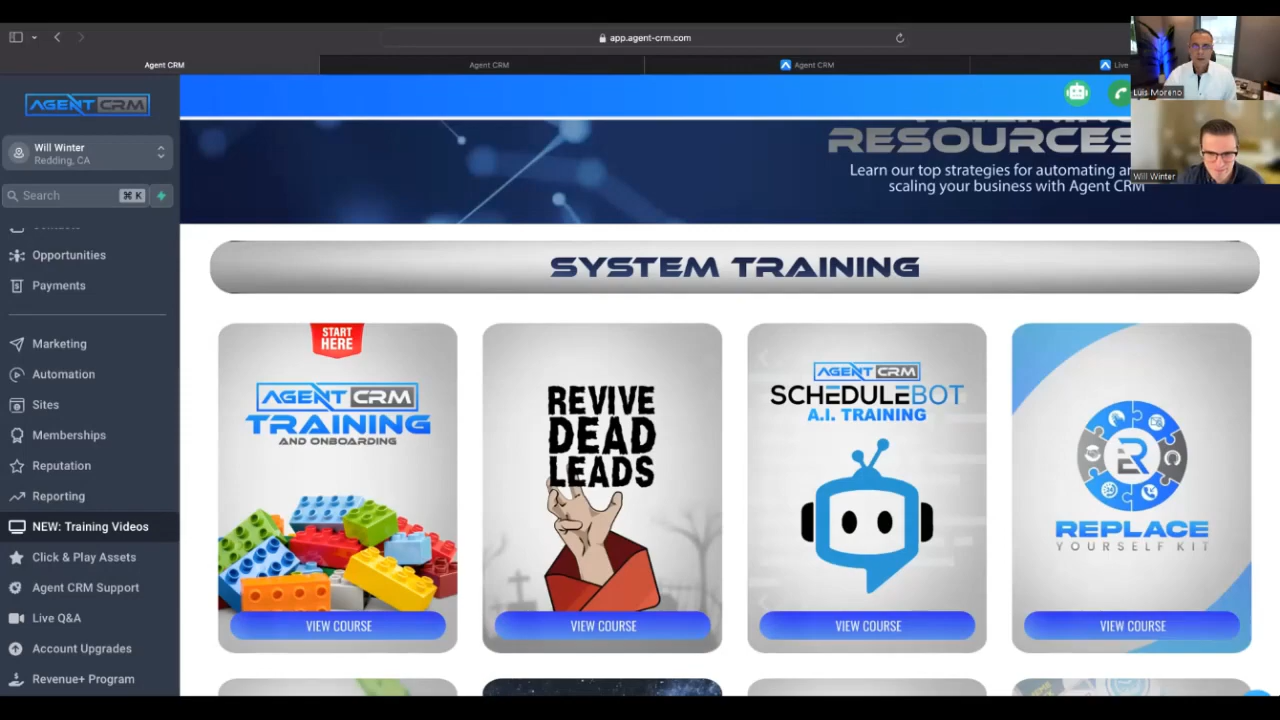 app.agent-crm.com
Agent CRM
Agent CRM
Agent CRM
Live
AGENT CRM
Will Winter
Redding, CA
Search
⌘ K
Opportunities
Payments
Marketing
Automation
Sites
Memberships
Reputation
Reporting
NEW: Training Videos
Click & Play Assets
Agent CRM Support
Live Q&A
Account Upgrades
Revenue+ Program
RESOURCES
Learn our top strategies for automating an
scaling your business with Agent CRM
Luis Moreno
Will Winter
SYSTEM TRAINING
START
HERE
AGENT CRM
TRAINING
AND ONBOARDING
VIEW COURSE
REVIVE
DEAD
LEADS
VIEW COURSE
AGENT CRM
SCHEDULEBOT
A.I. TRAINING
VIEW COURSE
REPLACE
YOURSELF KIT
VIEW COURSE